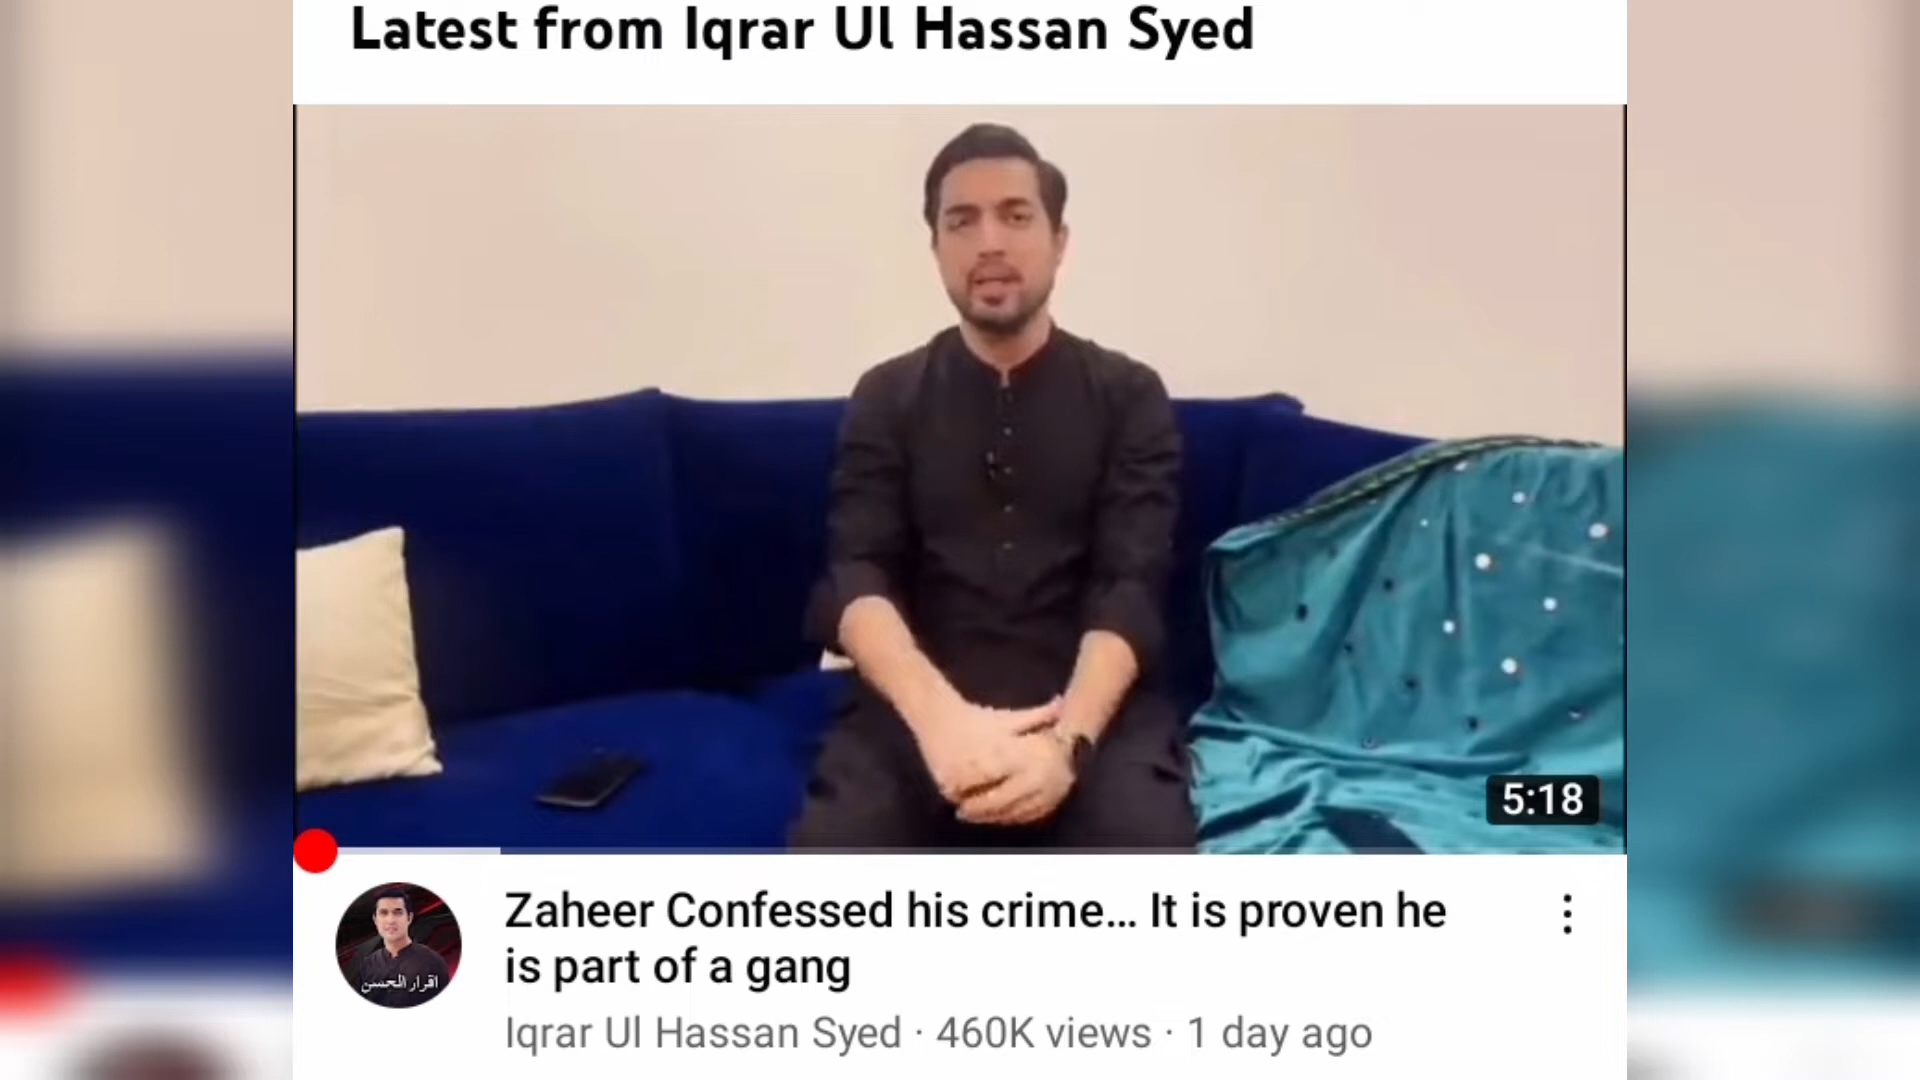 Latest from Iqrar Ul Hassan Syed
5:18
Zaheer Confessed his crime... It is proven he
is part of a gang
اقرار الحسن
Iqrar Ul Hassan Syed · 460K views · 1 day ago